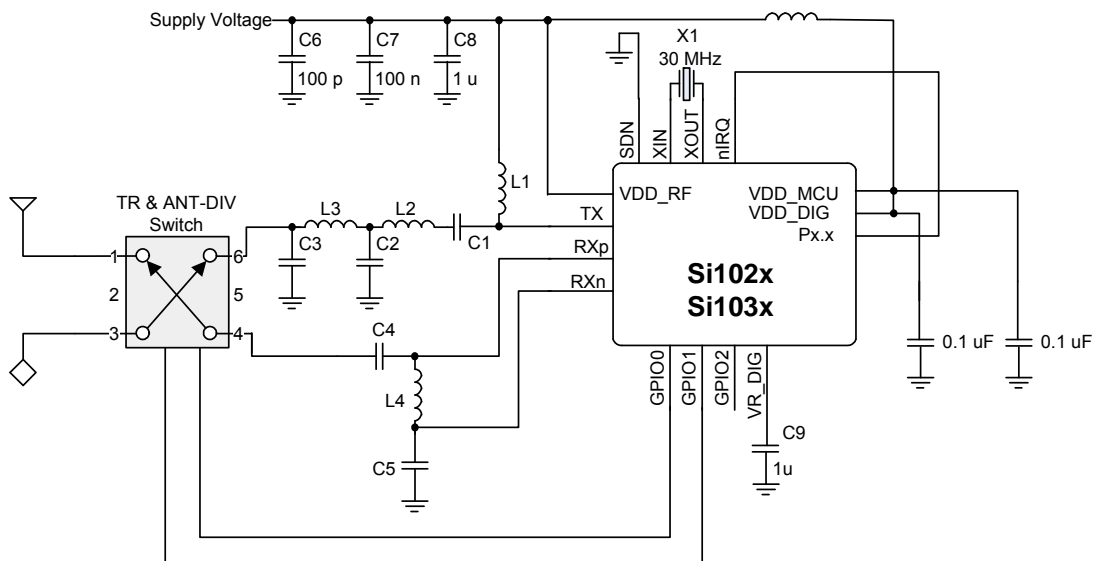 Supply Voltage
C6
100 p
C7
100 n
C8
1 u
X1
30 MHz
SDN
XIN
XOUT
nIRQ
L1
VDD_RF
TX
RXp
RXn
VDD_MCU
VDD_DIG
Px.x
Si102x
Si103x
TR & ANT-DIV
Switch
L3
L2
C3
C2
C1
1
6
2
5
3
4
C4
L4
C5
GPIO0
GPIO1
GPIO2
VR_DIG
C9
1u
0.1 uF
0.1 uF